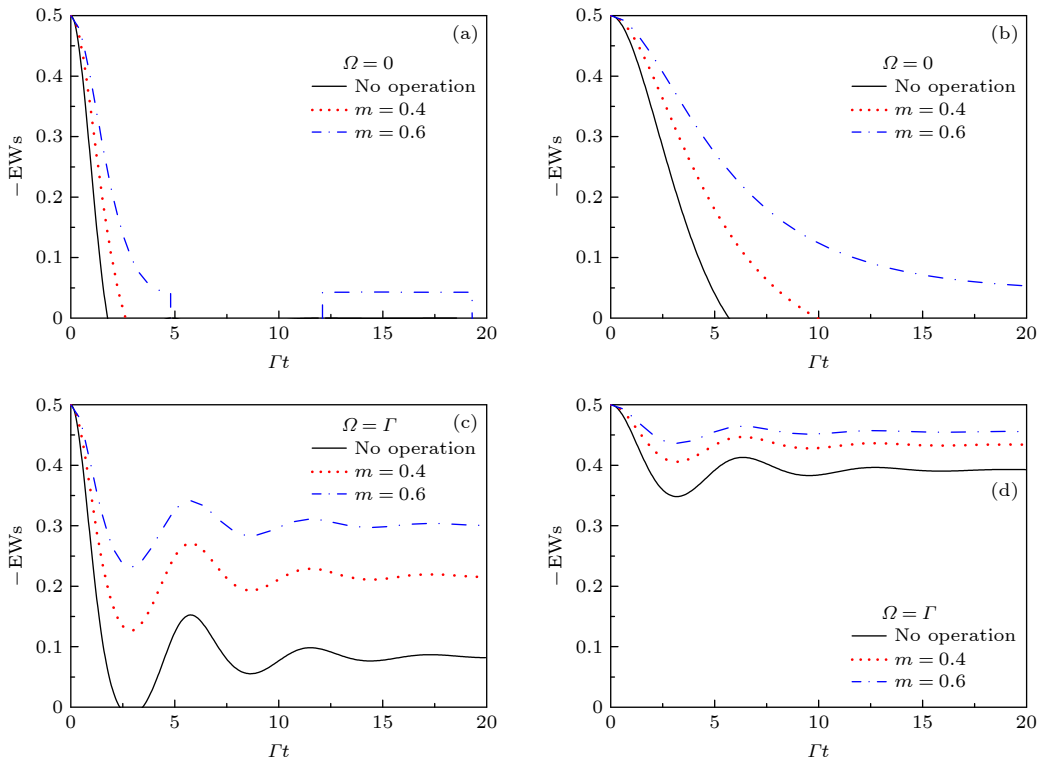 (a)
Ω = 0
No operation
m = 0.4
m = 0.6
−EWs
0.5
0.4
0.3
0.2
0.1
0
0 5 10 15 20
Γt
(b)
Ω = 0
No operation
m = 0.4
m = 0.6
−EWs
0.5
0.4
0.3
0.2
0.1
0
0 5 10 15 20
Γt
(c)
Ω = Γ
No operation
m = 0.4
m = 0.6
−EWs
0.5
0.4
0.3
0.2
0.1
0
0 5 10 15 20
Γt
−EWs
0.5
0.4
0.3
0.2
0.1
0
(d)
Ω = Γ
No operation
m = 0.4
m = 0.6
0 5 10 15 20
Γt